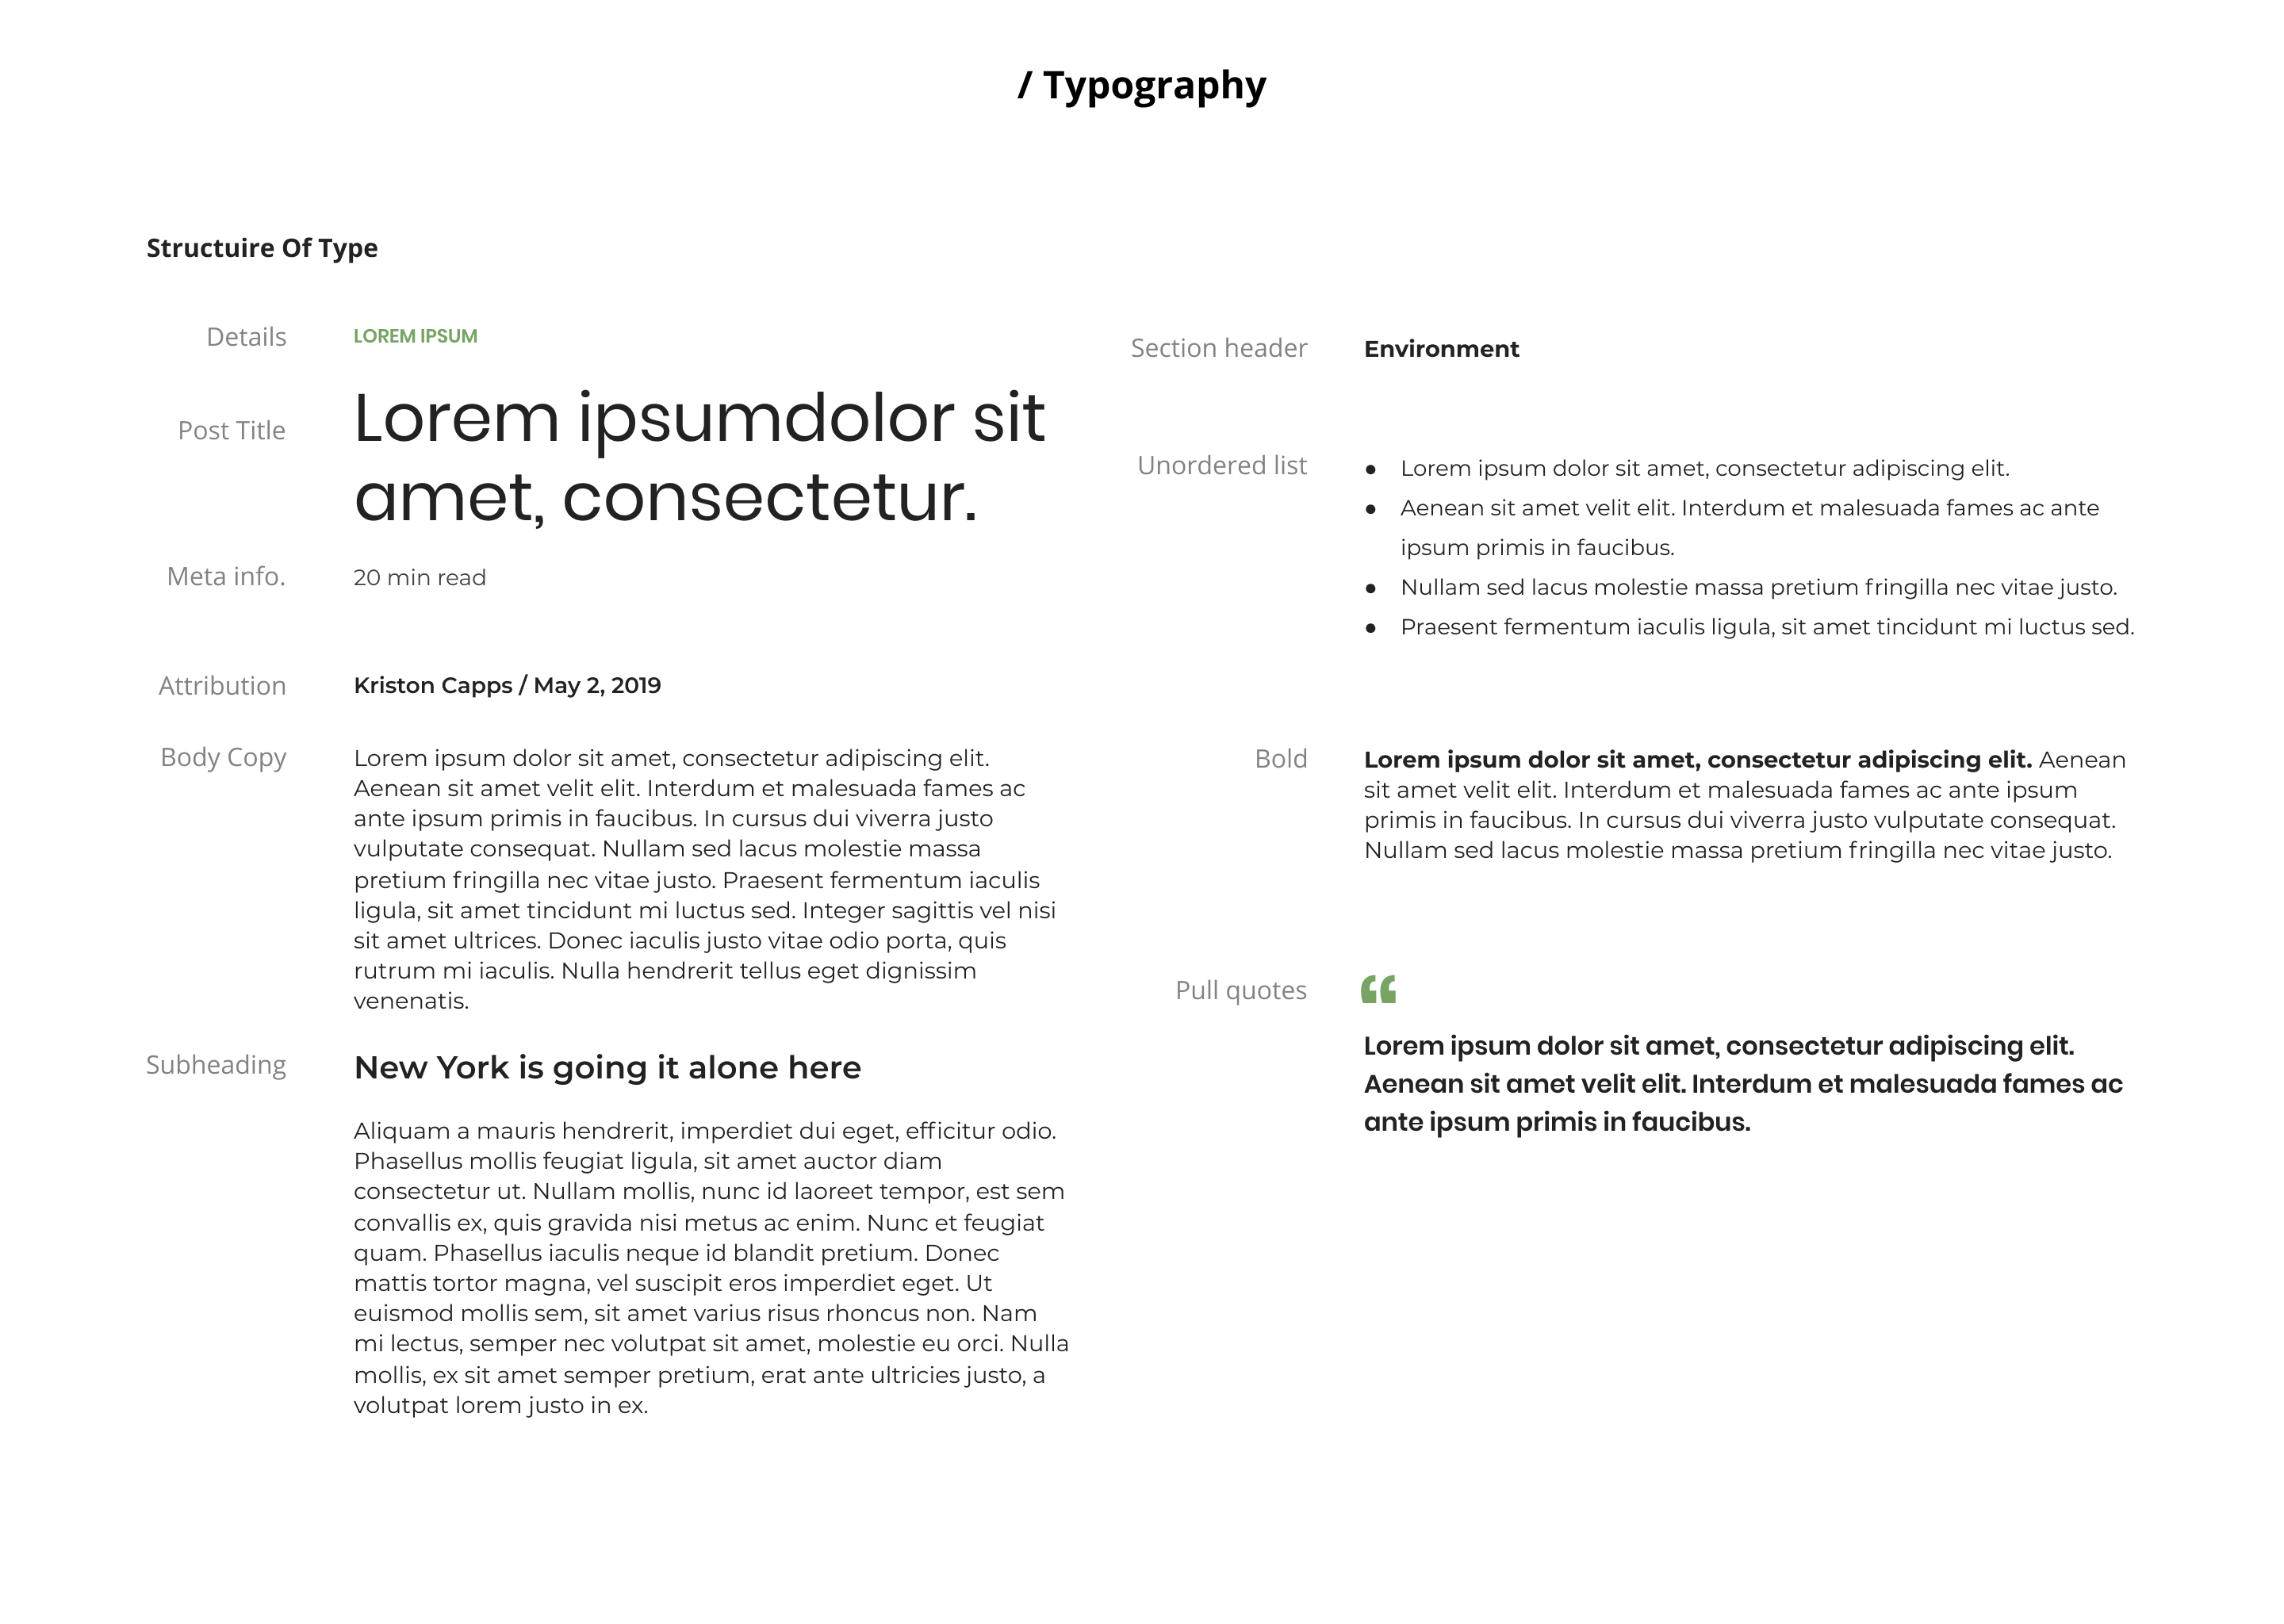 / Typography
Structuire Of Type
Details
LOREM IPSUM
Post Title
Lorem ipsumdolor sit
amet, consectetur.
Meta info.
20 min read
Attribution
Kriston Capps / May 2, 2019
Body Copy
Lorem ipsum dolor sit amet, consectetur adipiscing elit.
Aenean sit amet velit elit. Interdum et malesuada fames ac
ante ipsum primis in faucibus. In cursus dui viverra justo
vulputate consequat. Nullam sed lacus molestie massa
pretium fringilla nec vitae justo. Praesent fermentum iaculis
ligula, sit amet tincidunt mi luctus sed. Integer sagittis vel nisi
sit amet ultrices. Donec iaculis justo vitae odio porta, quis
rutrum mi iaculis. Nulla hendrerit tellus eget dignissim
venenatis.
Subheading
New York is going it alone here
Aliquam a mauris hendrerit, imperdiet dui eget, efficitur odio.
Phasellus mollis feugiat ligula, sit amet auctor diam
consectetur ut. Nullam mollis, nunc id laoreet tempor, est sem
convallis ex, quis gravida nisi metus ac enim. Nunc et feugiat
quam. Phasellus iaculis neque id blandit pretium. Donec
mattis tortor magna, vel suscipit eros imperdiet eget. Ut
euismod mollis sem, sit amet varius risus rhoncus non. Nam
mi lectus, semper nec volutpat sit amet, molestie eu orci. Nulla
mollis, ex sit amet semper pretium, erat ante ultricies justo, a
volutpat lorem justo in ex.
Section header
Environment
Unordered list
● Lorem ipsum dolor sit amet, consectetur adipiscing elit.
● Aenean sit amet velit elit. Interdum et malesuada fames ac ante
ipsum primis in faucibus.
● Nullam sed lacus molestie massa pretium fringilla nec vitae justo.
● Praesent fermentum iaculis ligula, sit amet tincidunt mi luctus sed.
Bold
Lorem ipsum dolor sit amet, consectetur adipiscing elit. Aenean
sit amet velit elit. Interdum et malesuada fames ac ante ipsum
primis in faucibus. In cursus dui viverra justo vulputate consequat.
Nullam sed lacus molestie massa pretium fringilla nec vitae justo.
Pull quotes
“
Lorem ipsum dolor sit amet, consectetur adipiscing elit.
Aenean sit amet velit elit. Interdum et malesuada fames ac
ante ipsum primis in faucibus.